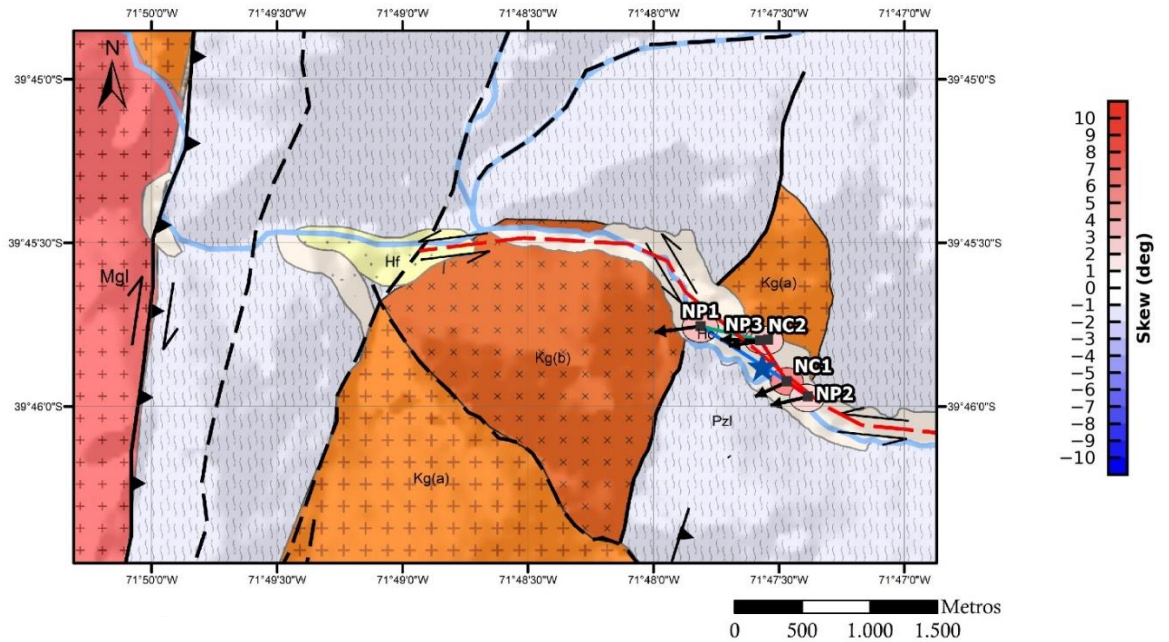 71°50'0"W 71°49'30"W 71°49'0"W 71°48'30"W 71°48'0"W 71°47'30"W 71°47'0"W
N
39°45'0"S 39°45'0"S
39°45'30"S 39°45'30"S
39°46'0"S 39°46'0"S
Mgl
Hf
Kg(a)
Kg(b)
Kg(a)
Pzl
NP1
NP3
NC2
NC1
NP2
71°50'0"W 71°49'30"W 71°49'0"W 71°48'30"W 71°48'0"W 71°47'30"W 71°47'0"W
10
9
8
7
6
5
4
3
2
1
0
−1
−2
−3
−4
−5
−6
−7
−8
−9
−10
Skew (deg)
Metros
0 500 1.000 1.500